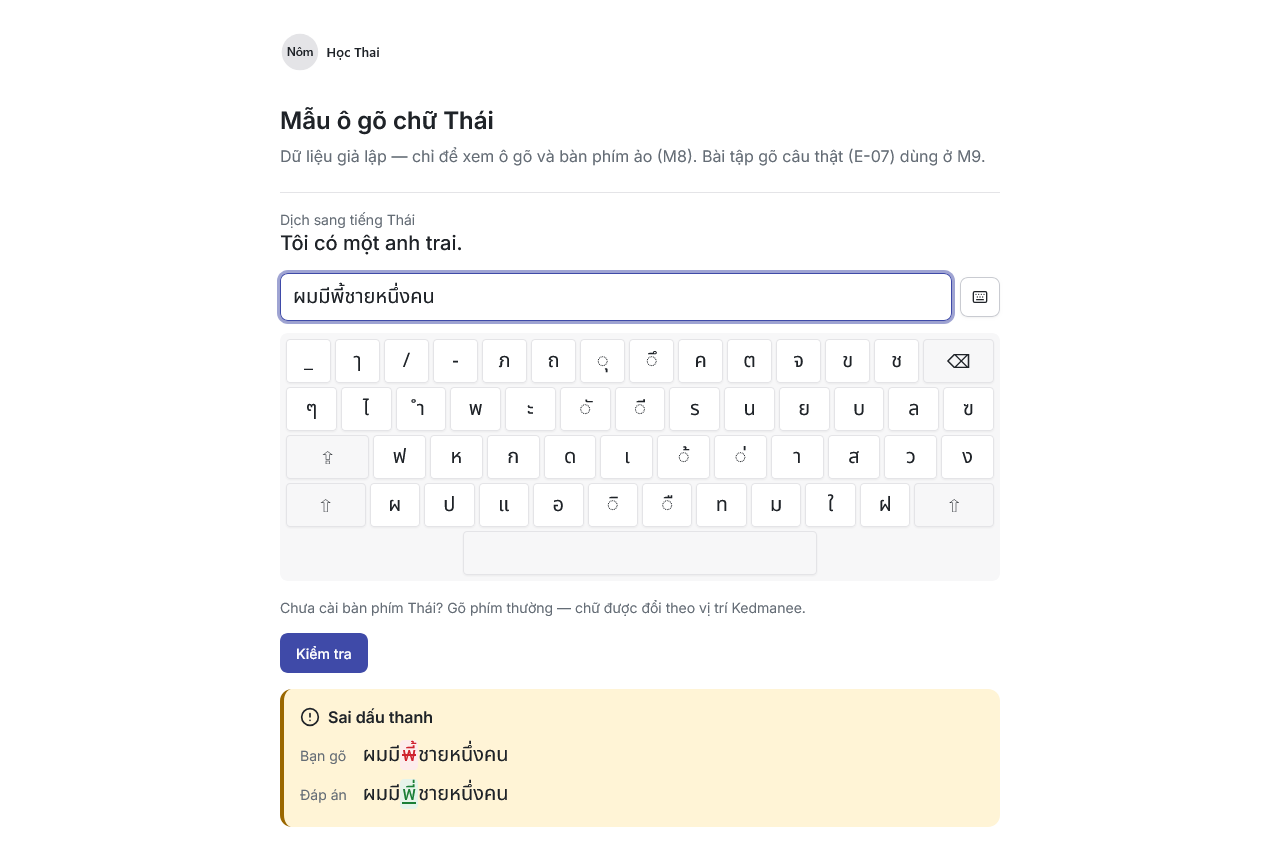 Nôm Học Thai
Mẫu ô gõ chữ Thái
Dữ liệu giả lập — chỉ để xem ô gõ và bàn phím ảo (M8). Bài tập gõ câu thật (E-07) dùng ở M9.
Dịch sang tiếng Thái
Tôi có một anh trai.
ผมมีพี้ชายหนึ่งคน
_ ๅ / - ภ ถ ◌ุ ◌ึ ค ต จ ข ช ⌫
ๆ ไ ำ พ ะ ◌ั ◌ี ร น ย บ ล ฃ
⇪ ฟ ห ก ด เ ◌้ ◌่ า ส ว ง
⇧ ผ ป แ อ ◌ิ ◌ื ท ม ใ ฝ ⇧
Chưa cài bàn phím Thái? Gõ phím thường — chữ được đổi theo vị trí Kedmanee.
Kiểm tra
Sai dấu thanh
Bạn gõ ผมมีพี้ชายหนึ่งคน
Đáp án ผมมีพี่ชายหนึ่งคน